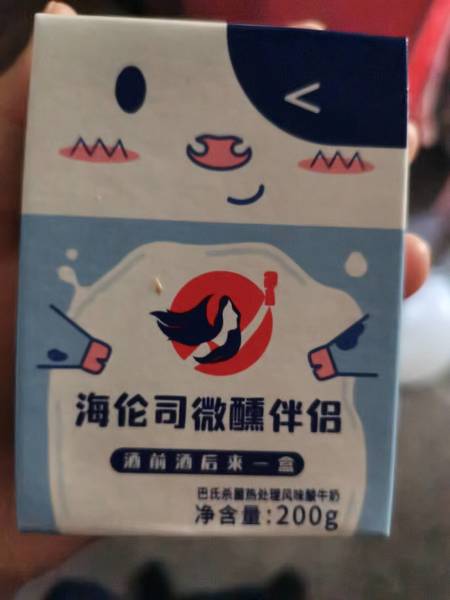 海伦司微醺伴侣
酒前酒后来一盒
巴氏杀菌热处理风味酸牛奶
净含量:200g